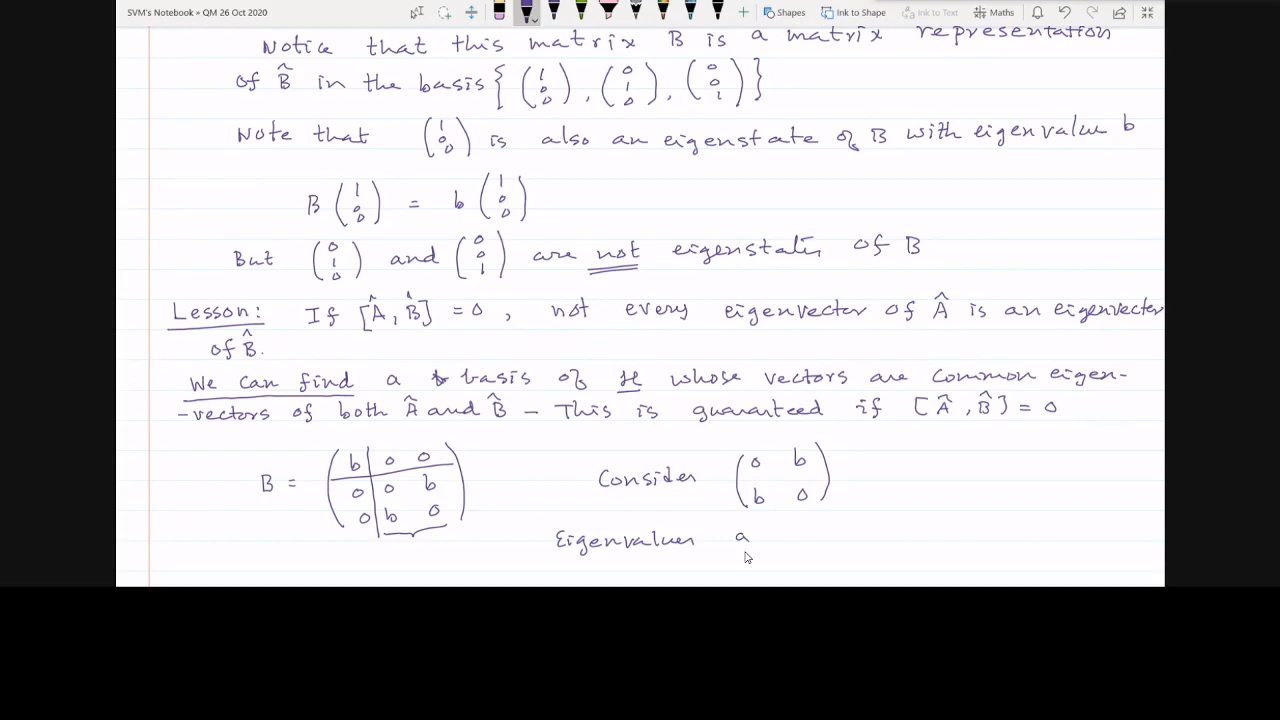 SVM's Notebook » QM 26 Oct 2020
Shapes Ink to Shape Ink to Text Maths
Notice that this matrix B is a matrix representation
of B̂ in the basis { (1 0 0), (0 1 0), (0 0 1) }
Note that (1 0 0) is also an eigenstate of B with eigenvalue b
B (1 0 0) = b (1 0 0)
But (0 1 0) and (0 0 1) are not eigenstates of B
Lesson: If [Â, B̂] = 0, not every eigenvector of Â is an eigenvector
of B̂.
We can find a basis of H whose vectors are common eigen-
-vectors of both Â and B̂ – This is guaranteed if [Â, B̂] = 0
B = (b 0 0 / 0 0 b / 0 b 0) Consider (0 b / b 0)
Eigenvalues a